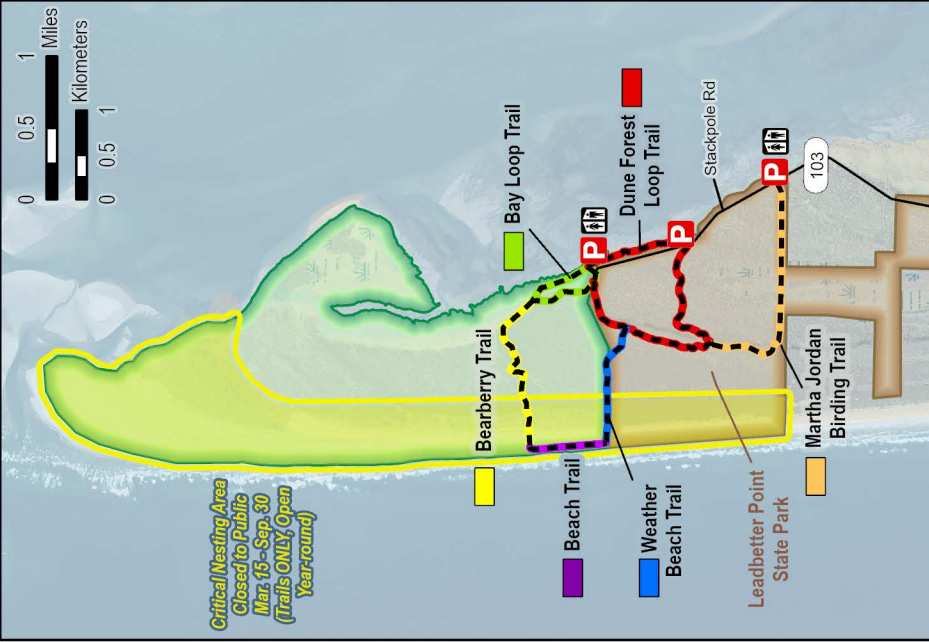 0 0.5 1
Miles
Kilometers
0 0.5 1
Bay Loop Trail
Dune Forest
Loop Trail
Stackpole Rd
P
P
P
103
Bearberry Trail
Critical Nesting Area
Closed to Public
Mar. 15 - Sep. 30
(Trails ONLY, Open
Year-round)
Beach Trail
Weather
Beach Trail
Leadbetter Point
State Park
Martha Jordan
Birding Trail